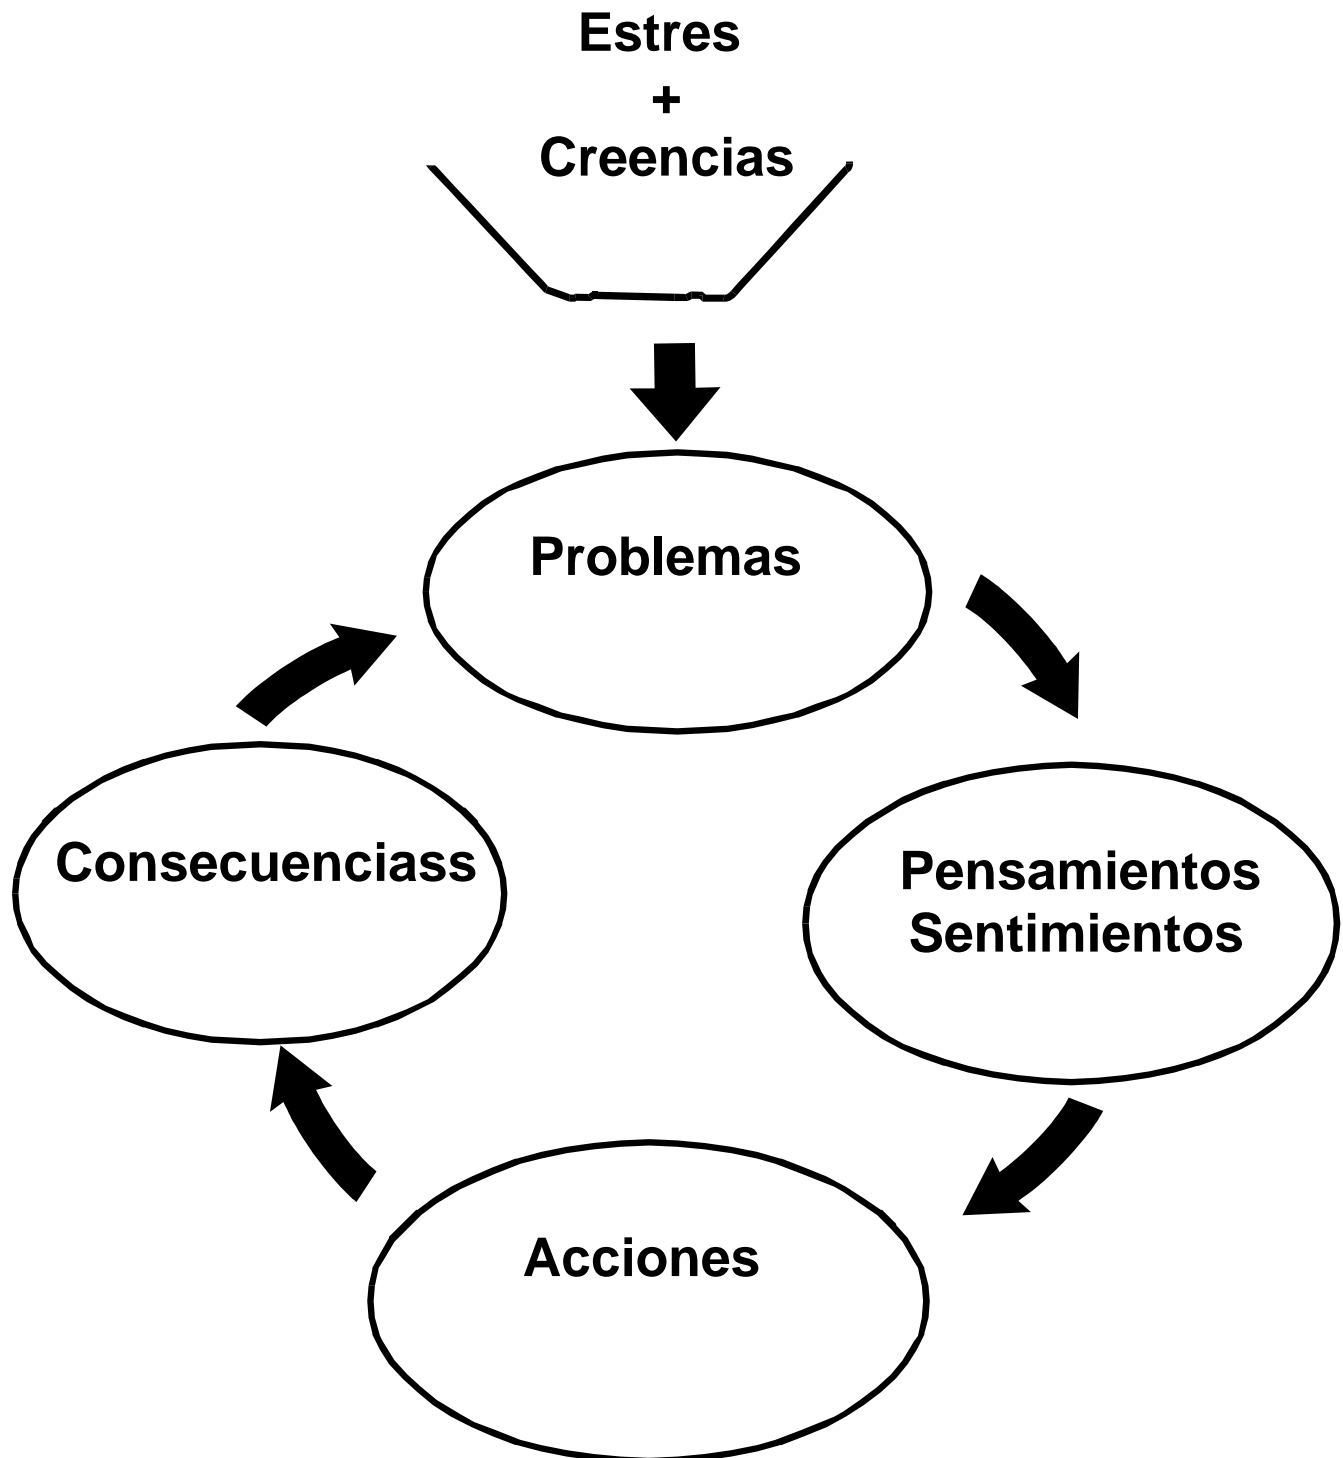 Estres
+
Creencias
Problemas
Consecuenciass
Pensamientos
Sentimientos
Acciones